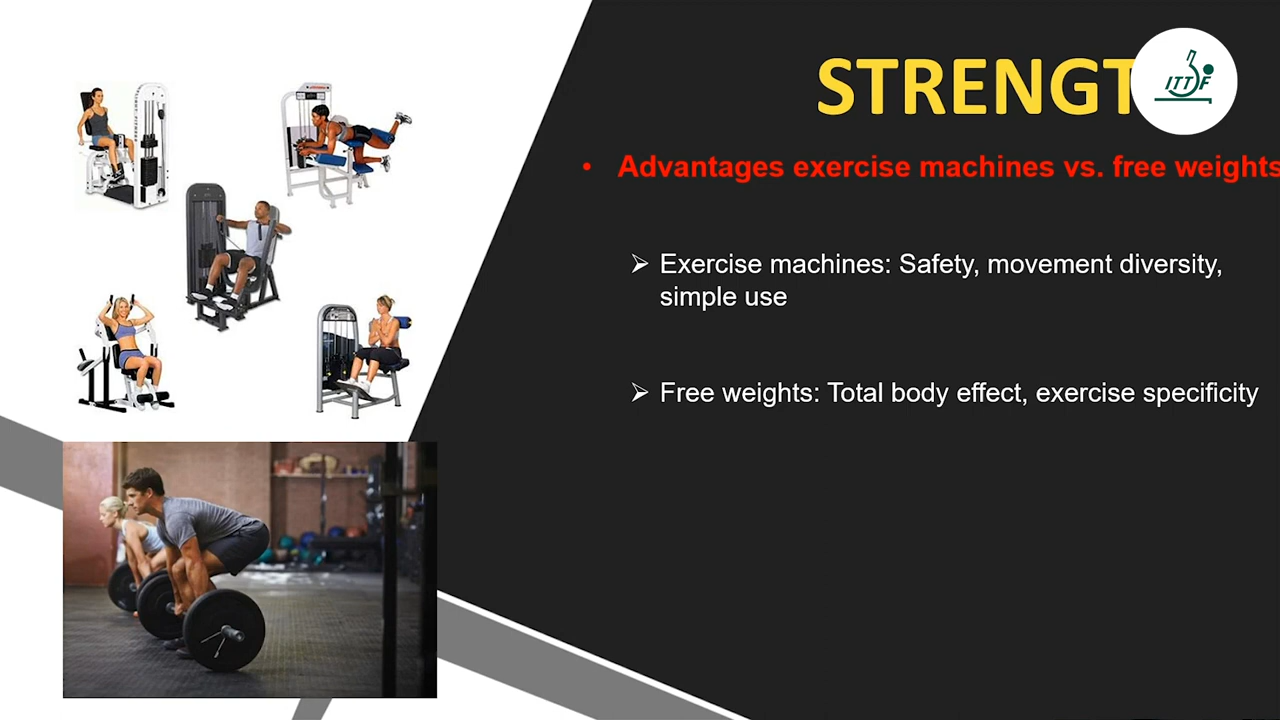 STRENGT
ITTF
• Advantages exercise machines vs. free weights
➢ Exercise machines: Safety, movement diversity,
simple use
➢ Free weights: Total body effect, exercise specificity